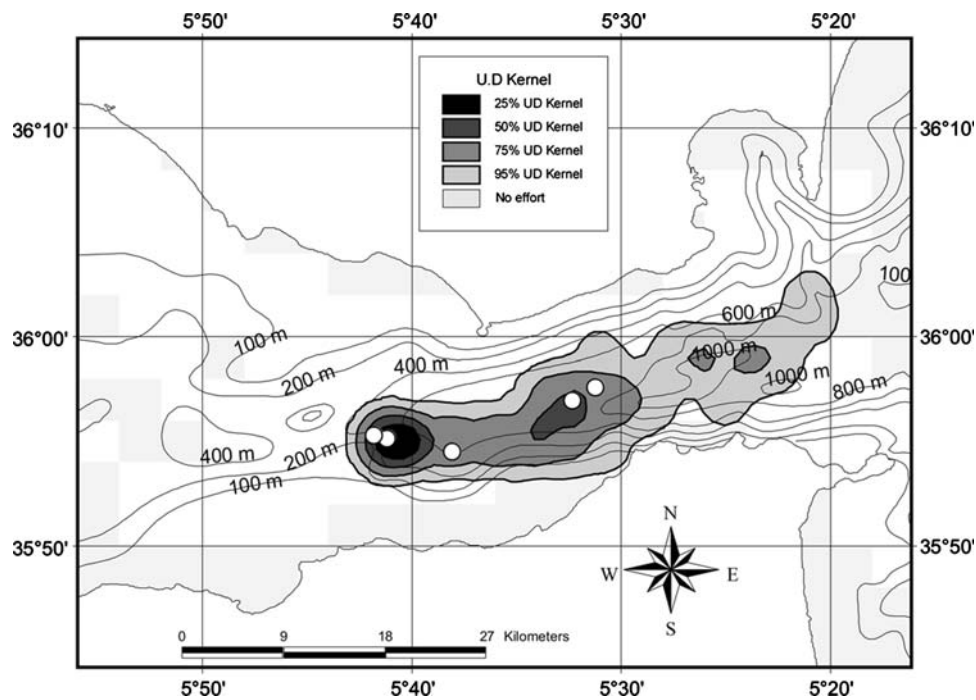 5°50' 5°40' 5°30' 5°20'
U.D Kernel
25% UD Kernel
50% UD Kernel
75% UD Kernel
95% UD Kernel
No effort
36°10' 36°10'
100
600 m
36°00' 36°00'
100 m
400 m
1000 m
200 m
1000 m
800 m
400 m
200 m
100 m
35°50' 35°50'
N
W E
S
0 9 18 27 Kilometers
5°50' 5°40' 5°30' 5°20'